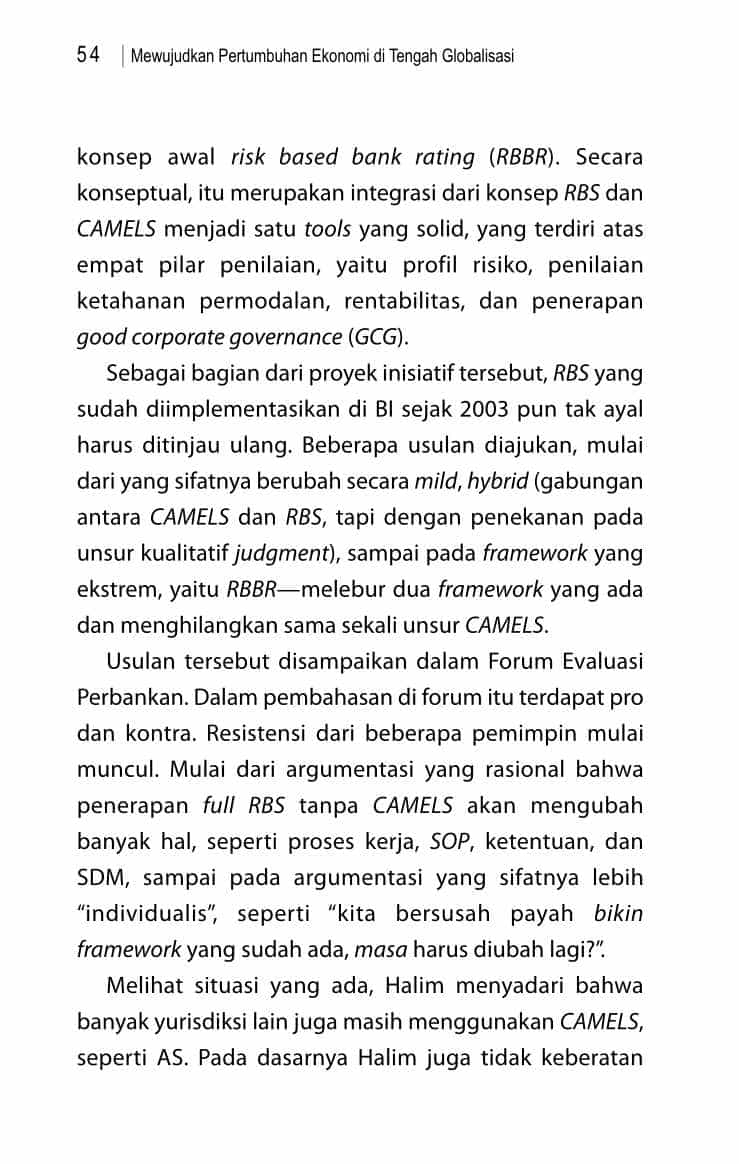 54 Mewujudkan Pertumbuhan Ekonomi di Tengah Globalisasi
konsep awal risk based bank rating (RBBR). Secara
konseptual, itu merupakan integrasi dari konsep RBS dan
CAMELS menjadi satu tools yang solid, yang terdiri atas
empat pilar penilaian, yaitu profil risiko, penilaian
ketahanan permodalan, rentabilitas, dan penerapan
good corporate governance (GCG).
Sebagai bagian dari proyek inisiatif tersebut, RBS yang
sudah diimplementasikan di BI sejak 2003 pun tak ayal
harus ditinjau ulang. Beberapa usulan diajukan, mulai
dari yang sifatnya berubah secara mild, hybrid (gabungan
antara CAMELS dan RBS, tapi dengan penekanan pada
unsur kualitatif judgment), sampai pada framework yang
ekstrem, yaitu RBBR—melebur dua framework yang ada
dan menghilangkan sama sekali unsur CAMELS.
Usulan tersebut disampaikan dalam Forum Evaluasi
Perbankan. Dalam pembahasan di forum itu terdapat pro
dan kontra. Resistensi dari beberapa pemimpin mulai
muncul. Mulai dari argumentasi yang rasional bahwa
penerapan full RBS tanpa CAMELS akan mengubah
banyak hal, seperti proses kerja, SOP, ketentuan, dan
SDM, sampai pada argumentasi yang sifatnya lebih
“individualis”, seperti “kita bersusah payah bikin
framework yang sudah ada, masa harus diubah lagi?”.
Melihat situasi yang ada, Halim menyadari bahwa
banyak yurisdiksi lain juga masih menggunakan CAMELS,
seperti AS. Pada dasarnya Halim juga tidak keberatan